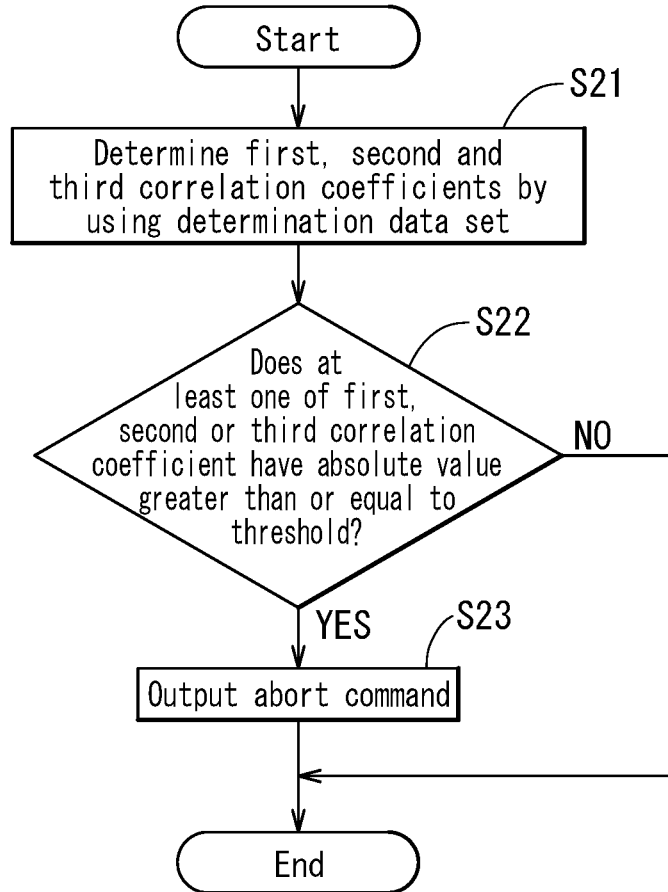 Start
S21
Determine first, second and
third correlation coefficients by
using determination data set
S22
Does at
least one of first,
second or third correlation
coefficient have absolute value
greater than or equal to
threshold?
NO
YES
S23
Output abort command
End